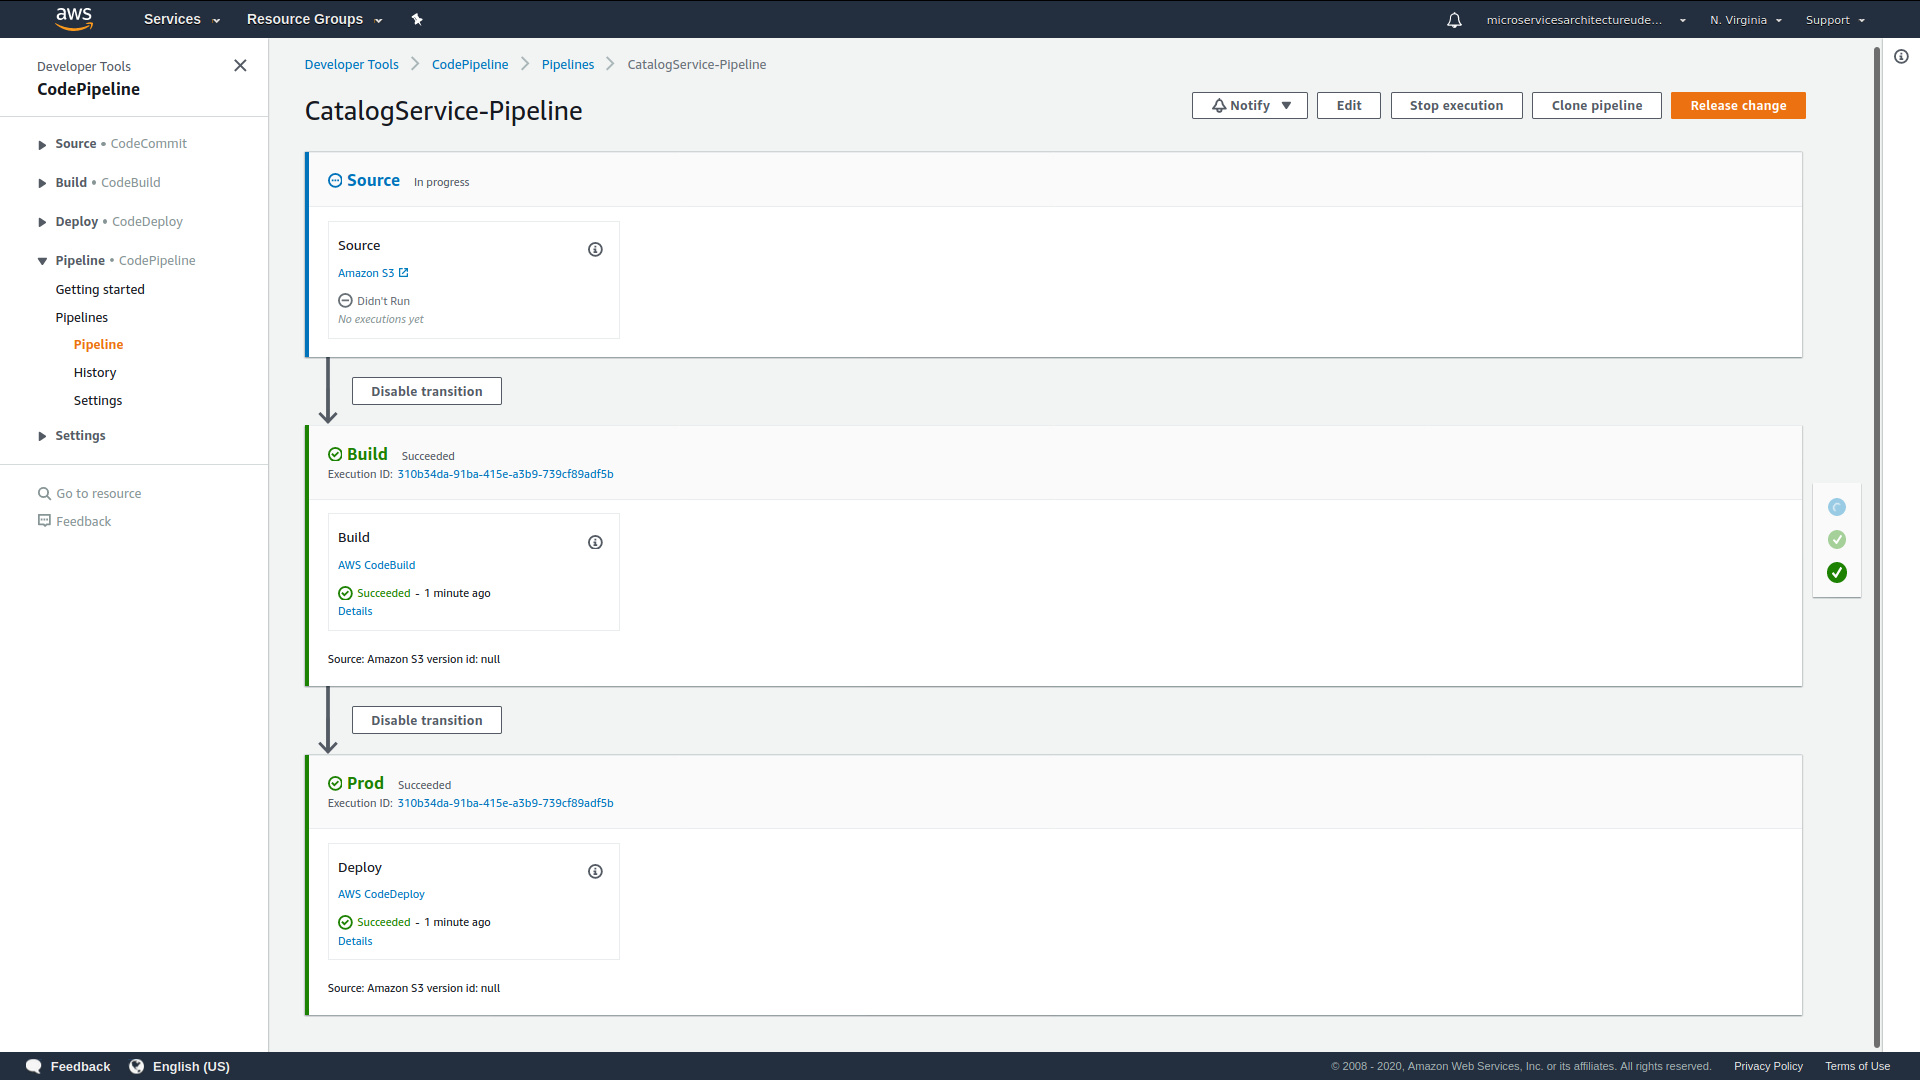 aws Services Resource Groups microservicesarchitectureude... N. Virginia Support
Developer Tools
CodePipeline
Source • CodeCommit
Build • CodeBuild
Deploy • CodeDeploy
Pipeline • CodePipeline
Getting started
Pipelines
Pipeline
History
Settings
Settings
Go to resource
Feedback
Developer Tools CodePipeline Pipelines CatalogService-Pipeline
CatalogService-Pipeline
Notify Edit Stop execution Clone pipeline Release change
Source In progress
Source
Amazon S3
Didn't Run
No executions yet
Disable transition
Build Succeeded
Execution ID: 310b34da-91ba-415e-a3b9-739cf89adf5b
Build
AWS CodeBuild
Succeeded - 1 minute ago
Details
Source: Amazon S3 version id: null
Disable transition
Prod Succeeded
Execution ID: 310b34da-91ba-415e-a3b9-739cf89adf5b
Deploy
AWS CodeDeploy
Succeeded - 1 minute ago
Details
Source: Amazon S3 version id: null
Feedback English (US) © 2008 - 2020, Amazon Web Services, Inc. or its affiliates. All rights reserved. Privacy Policy Terms of Use